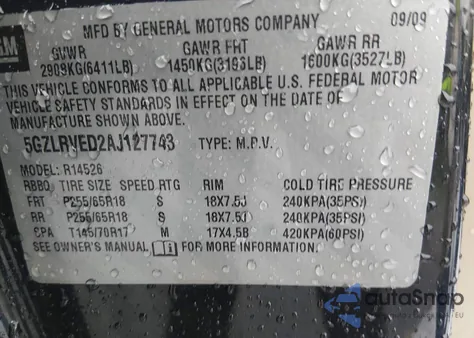 MFD BY GENERAL MOTORS COMPANY 09/09
GM GVWR GAWR FRT GAWR RR
2909KG(6411LB) 1450KG(3196LB) 1600KG(3527LB)
THIS VEHICLE CONFORMS TO ALL APPLICABLE U.S. FEDERAL MOTOR
VEHICLE SAFETY STANDARDS IN EFFECT ON THE DATE OF
MANUFACTURE SHOWN ABOVE.
5GZLRVED2AJ127743 TYPE: M.P.V.
MODEL: R14526
RBBO TIRE SIZE SPEED RTG RIM COLD TIRE PRESSURE
FRT P255/65R18 S 18X7.5J 240KPA(35PSI)
RR P255/65R18 S 18X7.5J 240KPA(35PSI)
SPA T145/70R17 M 17X4.5B 420KPA(60PSI)
SEE OWNER'S MANUAL FOR MORE INFORMATION.
autoSnap